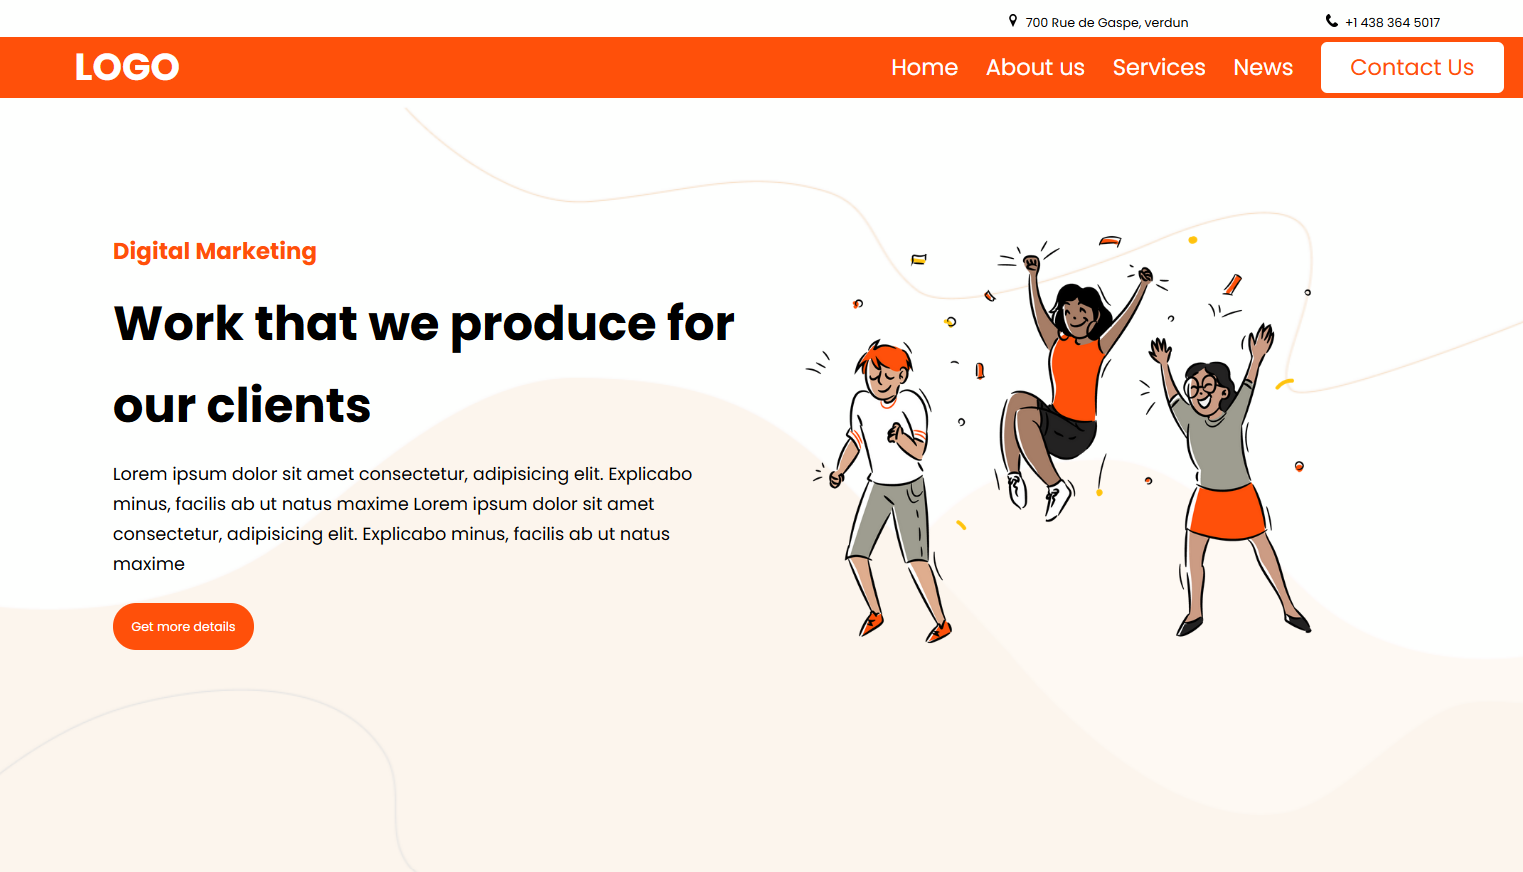 700 Rue de Gaspe, verdun +1 438 364 5017
LOGO Home About us Services News Contact Us
Digital Marketing
Work that we produce for
our clients
Lorem ipsum dolor sit amet consectetur, adipisicing elit. Explicabo
minus, facilis ab ut natus maxime Lorem ipsum dolor sit amet
consectetur, adipisicing elit. Explicabo minus, facilis ab ut natus
maxime
Get more details